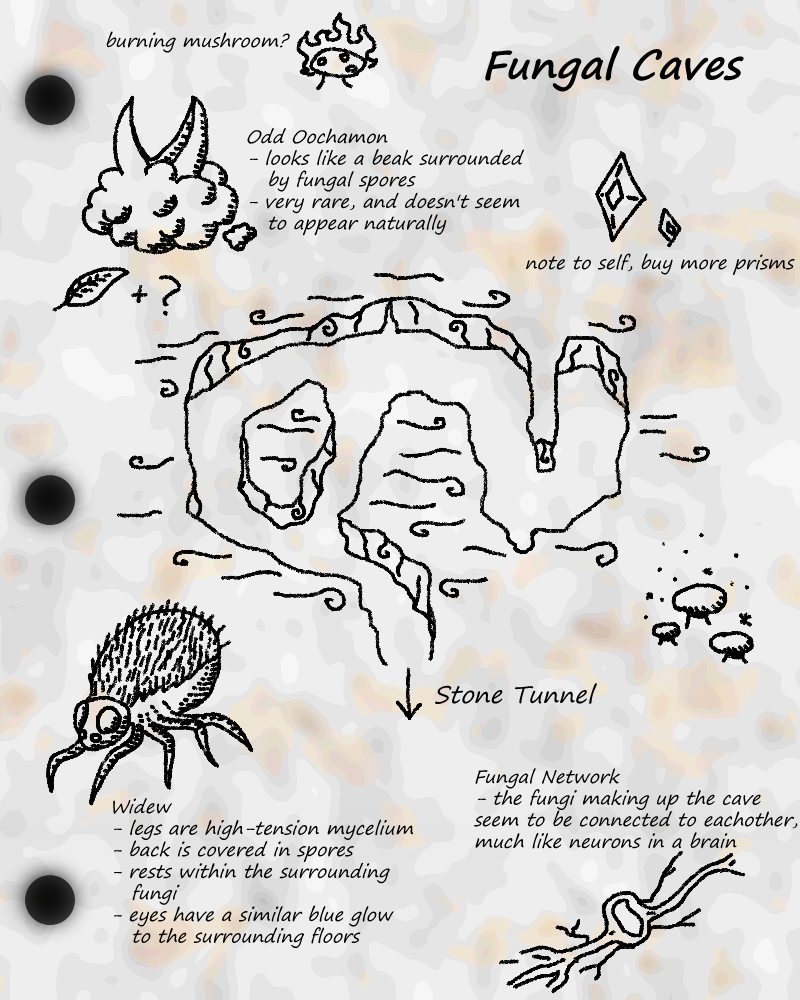 burning mushroom?
Fungal Caves
Odd Oochamon
- looks like a beak surrounded
by fungal spores
- very rare, and doesn't seem
to appear naturally
note to self, buy more prisms
+ ?
Stone Tunnel
Widew
- legs are high-tension mycelium
- back is covered in spores
- rests within the surrounding
fungi
- eyes have a similar blue glow
to the surrounding floors
Fungal Network
- the fungi making up the cave
seem to be connected to eachother,
much like neurons in a brain